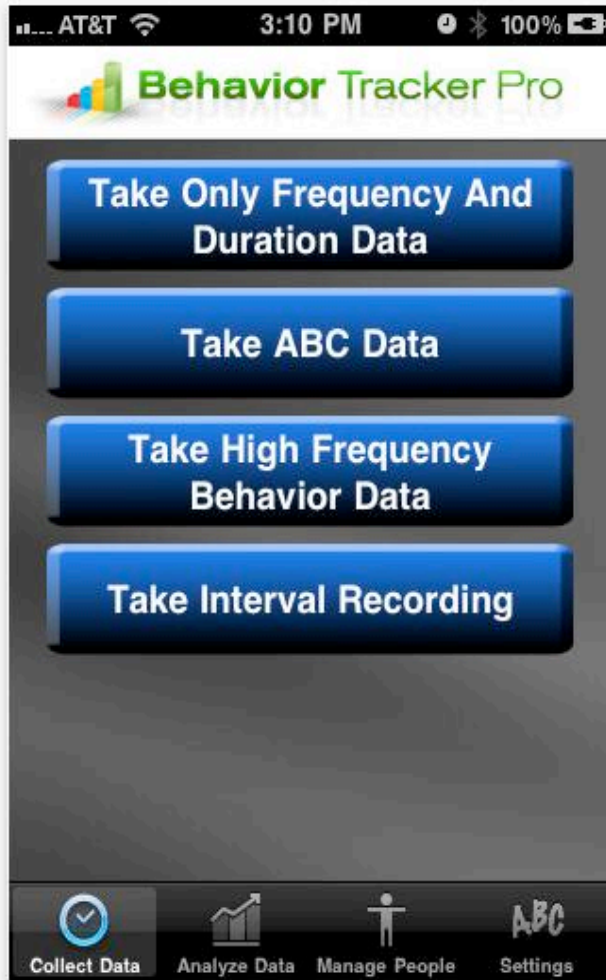 AT&T 3:10 PM 100%
Behavior Tracker Pro
Take Only Frequency And
Duration Data
Take ABC Data
Take High Frequency
Behavior Data
Take Interval Recording
ABC
Collect Data Analyze Data Manage People Settings